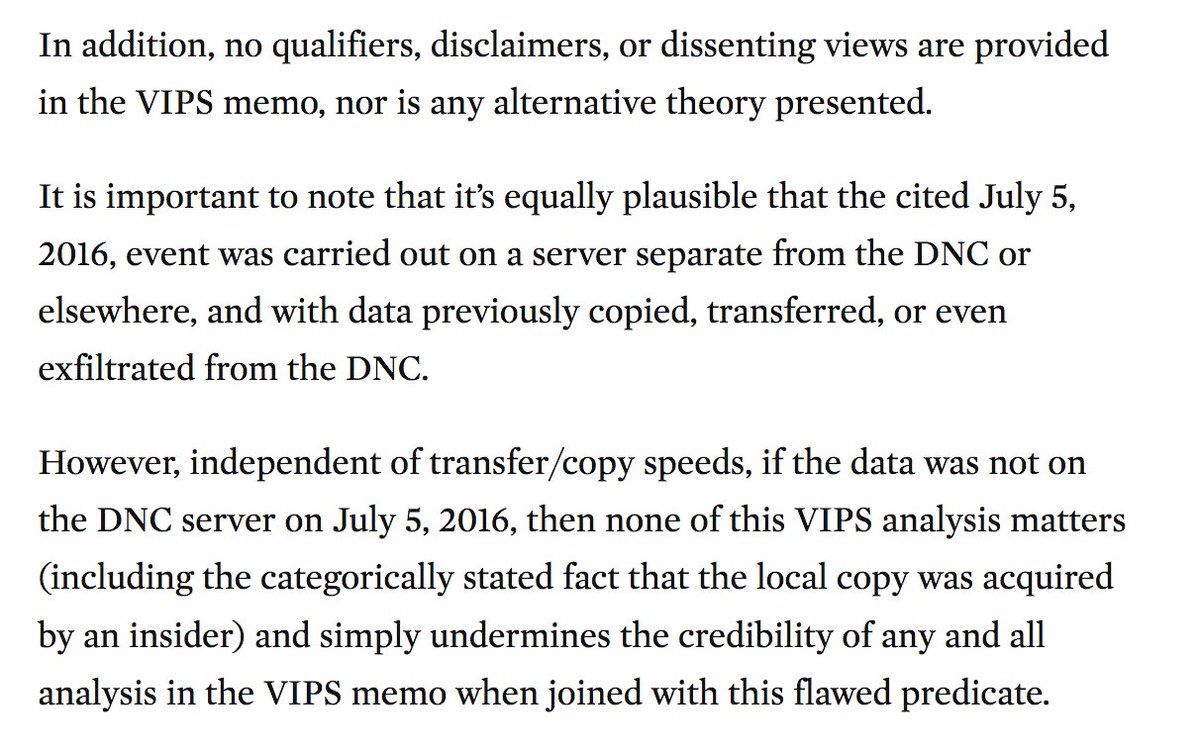 In addition, no qualifiers, disclaimers, or dissenting views are provided
in the VIPS memo, nor is any alternative theory presented.
It is important to note that it’s equally plausible that the cited July 5,
2016, event was carried out on a server separate from the DNC or
elsewhere, and with data previously copied, transferred, or even
exfiltrated from the DNC.
However, independent of transfer/copy speeds, if the data was not on
the DNC server on July 5, 2016, then none of this VIPS analysis matters
(including the categorically stated fact that the local copy was acquired
by an insider) and simply undermines the credibility of any and all
analysis in the VIPS memo when joined with this flawed predicate.